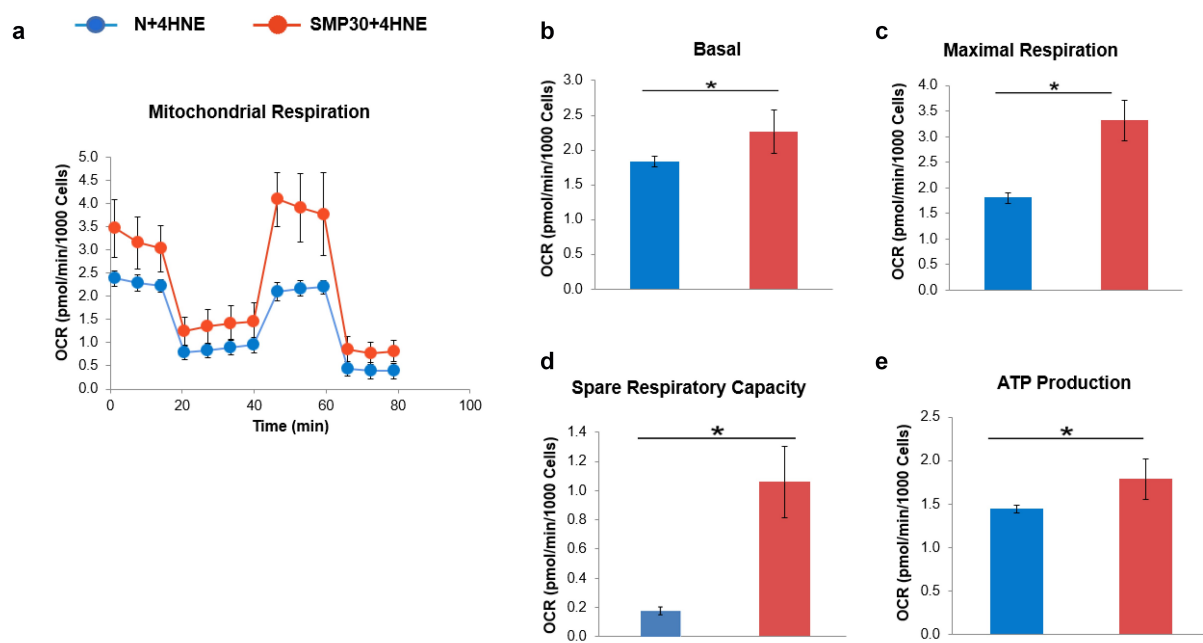 a
N+4HNE
SMP30+4HNE
Mitochondrial Respiration
OCR (pmol/min/1000 Cells)
5.0
4.5
4.0
3.5
3.0
2.5
2.0
1.5
1.0
0.5
0.0
0
20
40
60
80
100
Time (min)
b
Basal
*
OCR (pmol/min/1000 Cells)
3.0
2.5
2.0
1.5
1.0
0.5
0.0
c
Maximal Respiration
*
OCR (pmol/min/1000 Cells)
4.0
3.5
3.0
2.5
2.0
1.5
1.0
0.5
0.0
d
Spare Respiratory Capacity
*
OCR (pmol/min/1000 Cells)
1.4
1.2
1.0
0.8
0.6
0.4
0.2
0.0
e
ATP Production
*
OCR (pmol/min/1000 Cells)
2.5
2.0
1.5
1.0
0.5
0.0